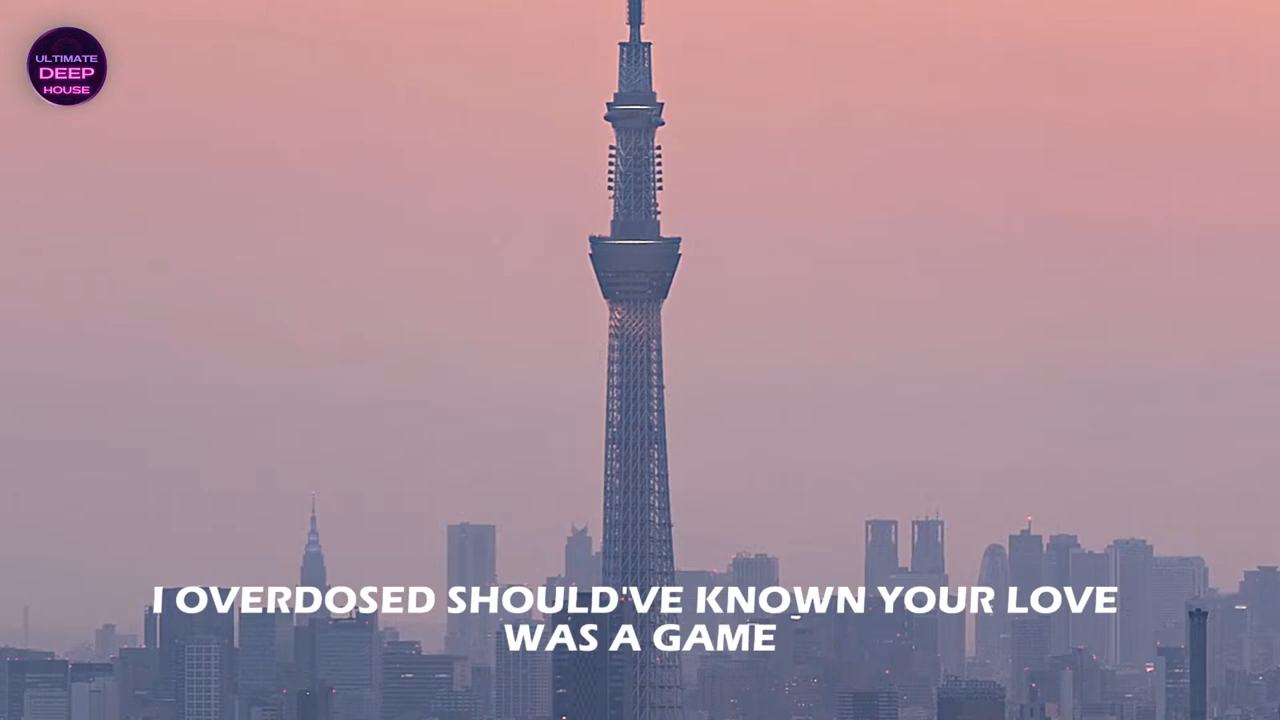 ULTIMATE
DEEP
HOUSE
I OVERDOSED SHOULD'VE KNOWN YOUR LOVE
WAS A GAME